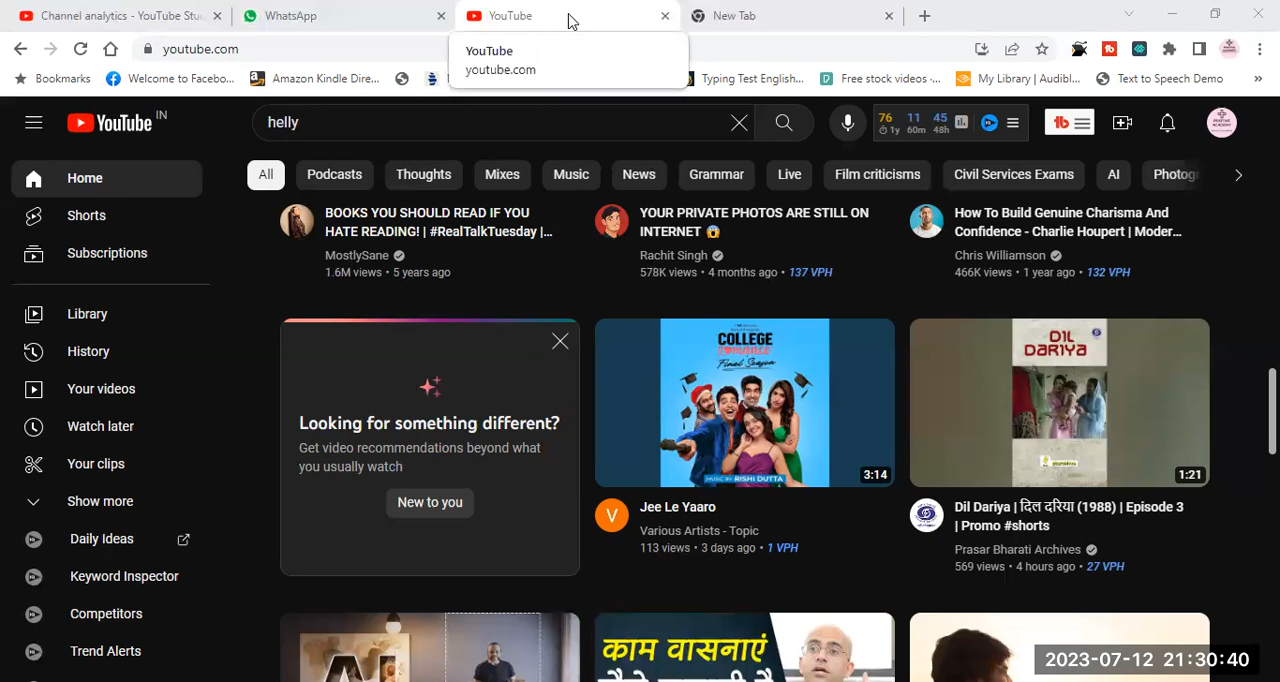 Channel analytics - YouTube Stu
WhatsApp
YouTube
New Tab
youtube.com
YouTube
youtube.com
Bookmarks
Welcome to Facebo...
Amazon Kindle Dire...
Typing Test English...
Free stock videos -...
My Library | Audibl...
Text to Speech Demo
»
YouTube IN
helly
76 11 45
1y 60m 48h
tb
All
Podcasts
Thoughts
Mixes
Music
News
Grammar
Live
Film criticisms
Civil Services Exams
AI
Photogr
Home
Shorts
Subscriptions
Library
History
Your videos
Watch later
Your clips
Show more
Daily Ideas
Keyword Inspector
Competitors
Trend Alerts
BOOKS YOU SHOULD READ IF YOU
HATE READING! | #RealTalkTuesday |...
MostlySane
1.6M views • 5 years ago
YOUR PRIVATE PHOTOS ARE STILL ON
INTERNET 😱
Rachit Singh
578K views • 4 months ago • 137 VPH
How To Build Genuine Charisma And
Confidence - Charlie Houpert | Moder...
Chris Williamson
466K views • 1 year ago • 132 VPH
Looking for something different?
Get video recommendations beyond what
you usually watch
New to you
COLLEGE
ROMANCE
Final Season
MUSIC BY RISHI DUTTA
3:14
V
Jee Le Yaaro
Various Artists - Topic
113 views • 3 days ago • 1 VPH
DIL
DARIYA
1:21
Dil Dariya | दिल दरिया (1988) | Episode 3
| Promo #shorts
Prasar Bharati Archives
569 views • 4 hours ago • 27 VPH
AI
काम वासनाएं
2023-07-12 21:30:40